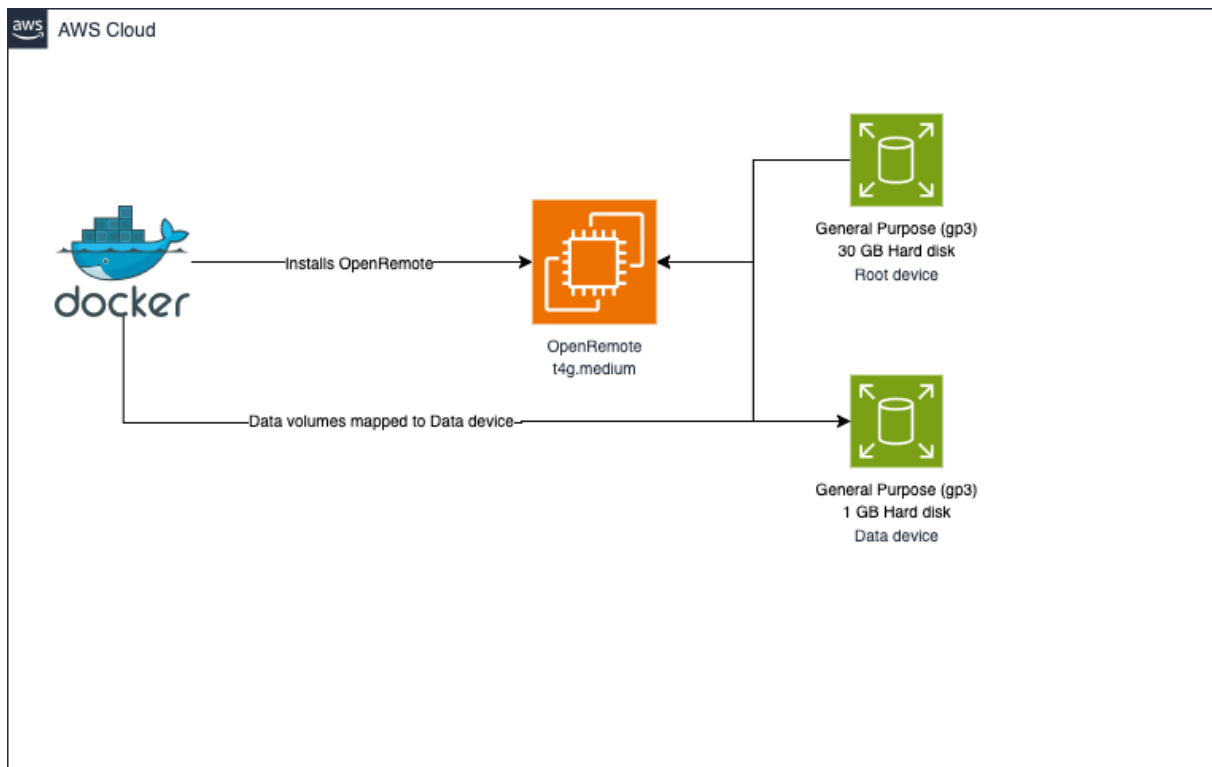 aws
AWS Cloud
docker
Installs OpenRemote
OpenRemote
t4g.medium
General Purpose (gp3)
30 GB Hard disk
Root device
Data volumes mapped to Data device
General Purpose (gp3)
1 GB Hard disk
Data device